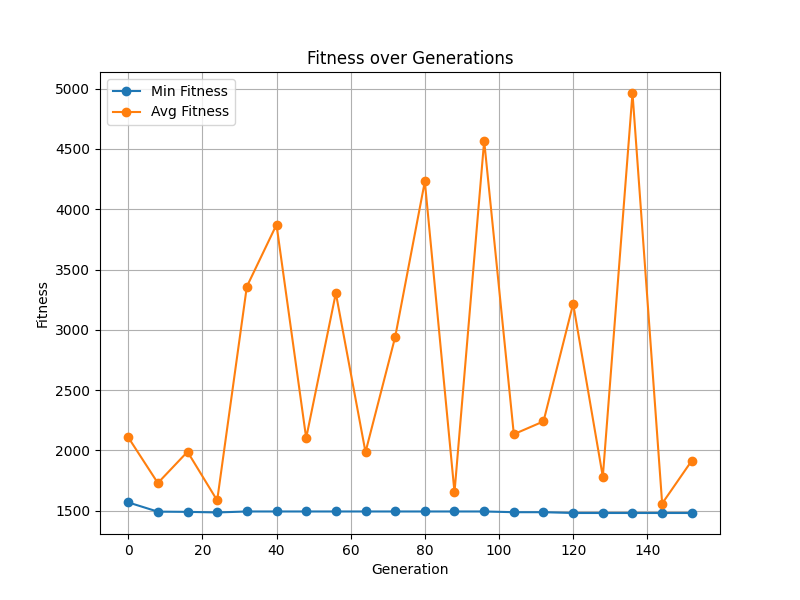 Fitness over Generations
Min Fitness
Avg Fitness
5000
4500
4000
3500
3000
2500
2000
1500
Fitness
0 20 40 60 80 100 120 140
Generation